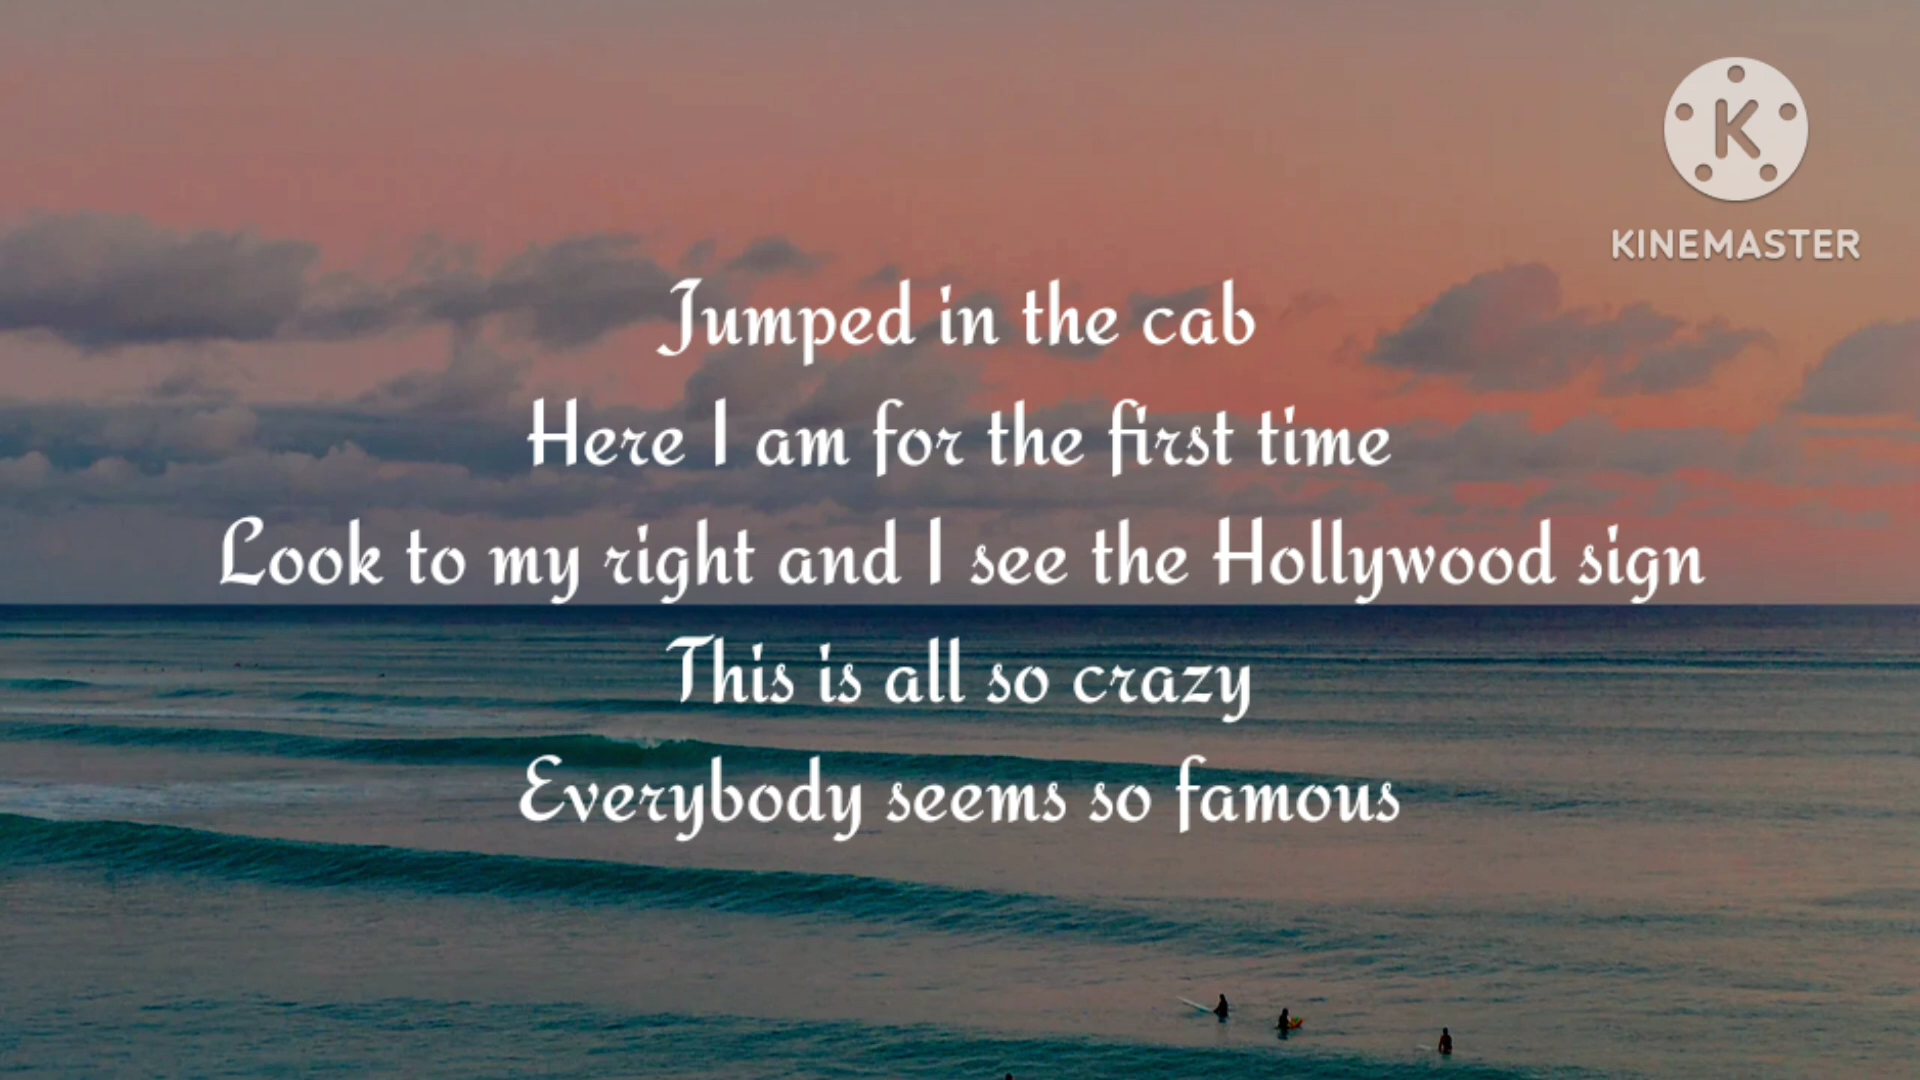 K
KINEMASTER
Jumped in the cab
Here I am for the first time
Look to my right and I see the Hollywood sign
This is all so crazy
Everybody seems so famous